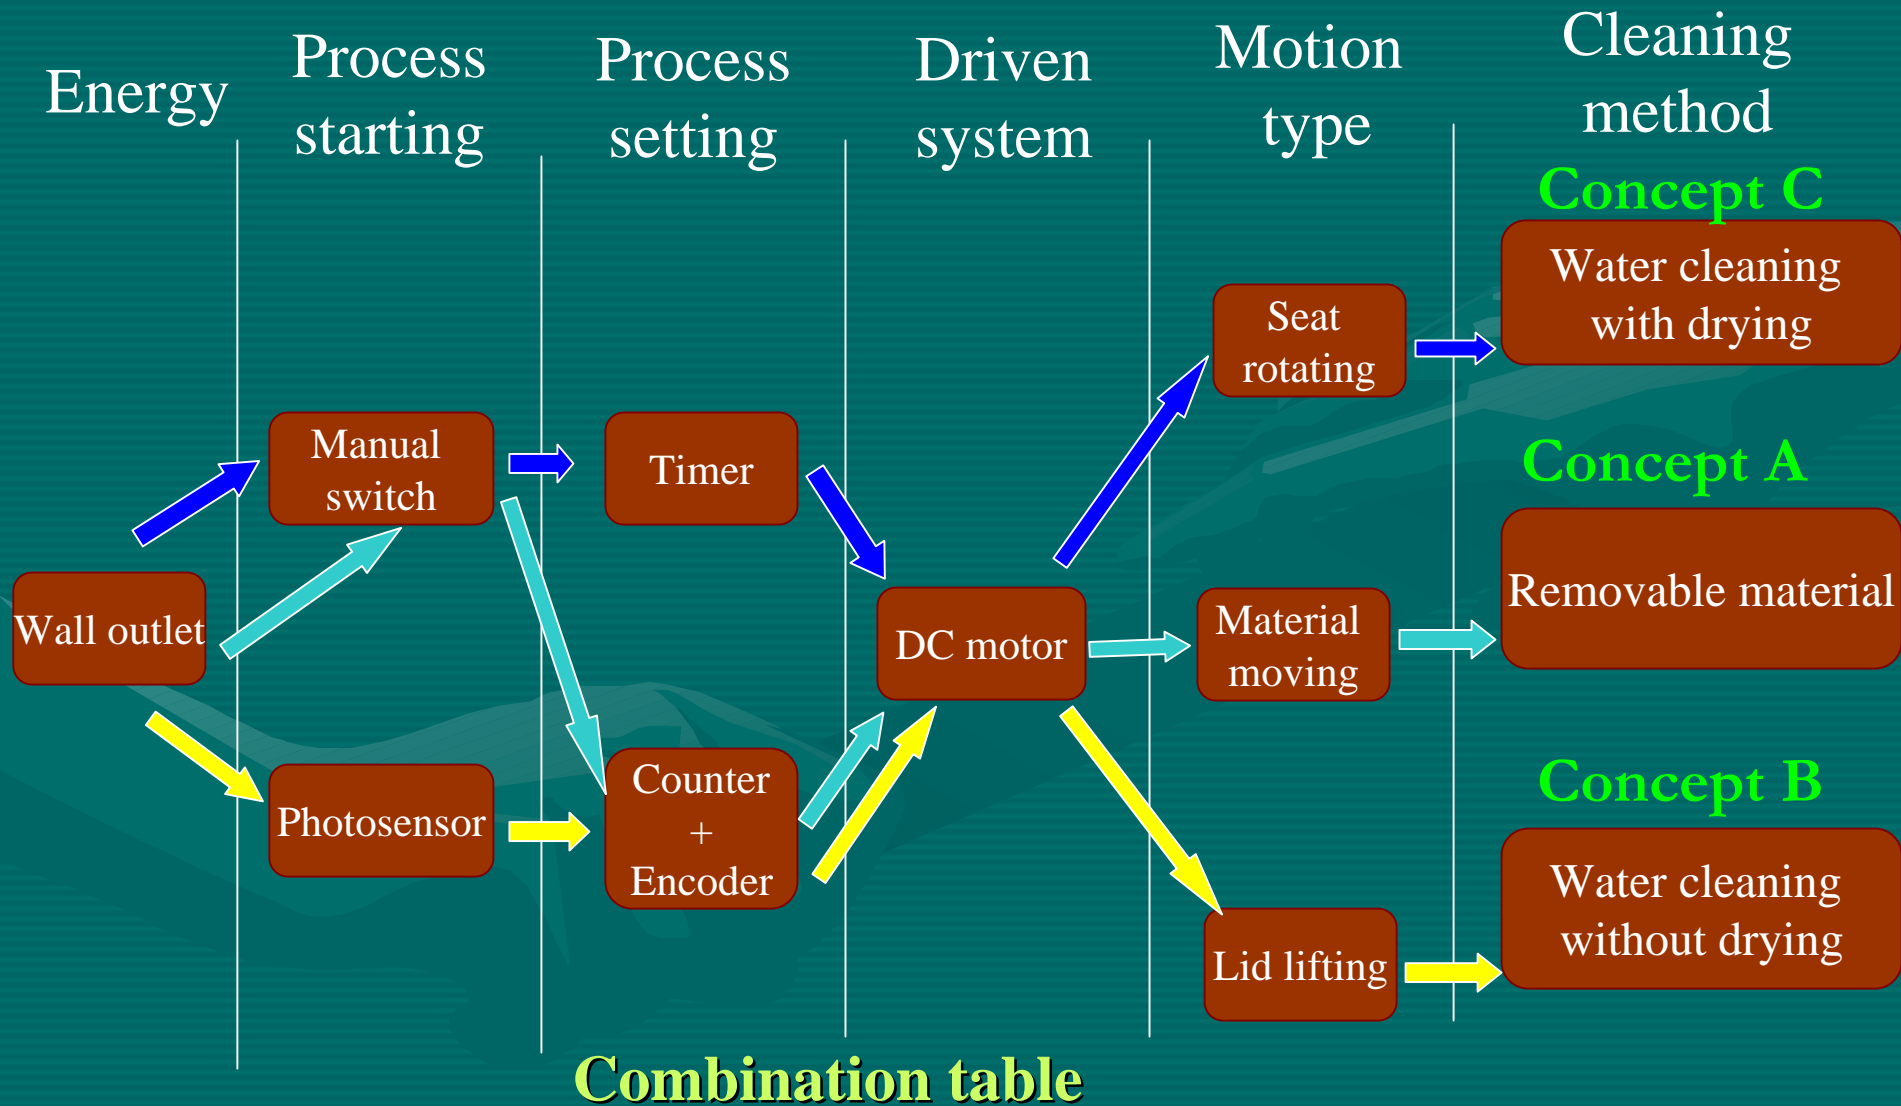 Energy
Process
starting
Process
setting
Driven
system
Motion
type
Cleaning
method
Concept C
Water cleaning
with drying
Seat
rotating
Manual
switch
Timer
Concept A
Removable material
Wall outlet
DC motor
Material
moving
Photosensor
Counter
+
Encoder
Concept B
Water cleaning
without drying
Lid lifting
Combination table